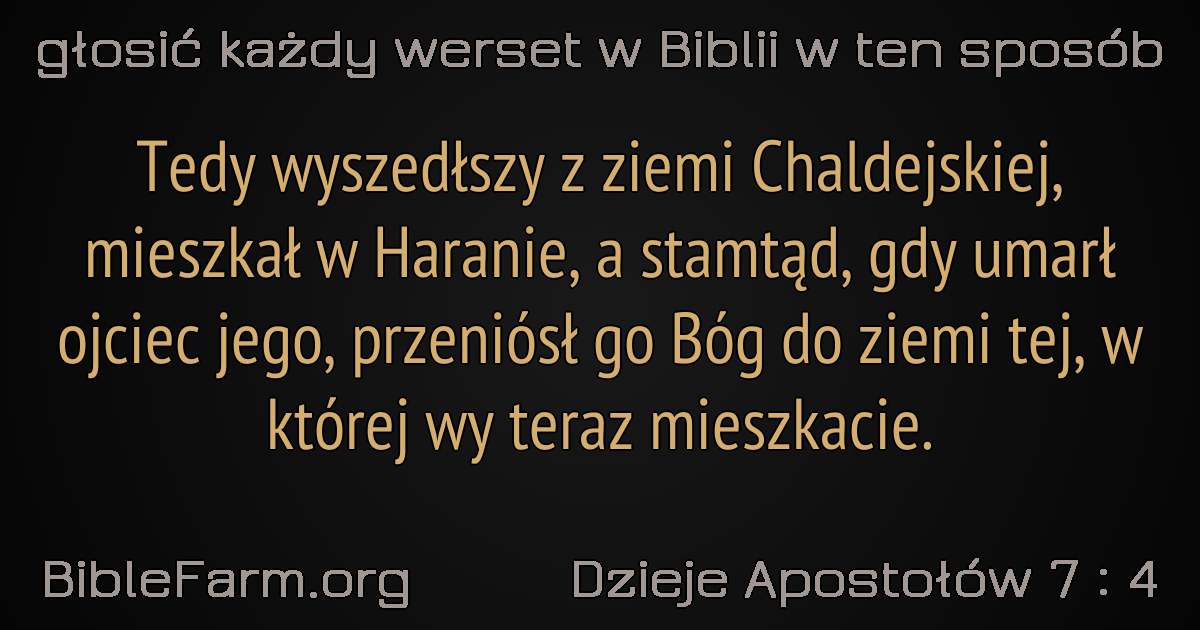 głosić każdy werset w Biblii w ten sposób
Tedy wyszedłszy z ziemi Chaldejskiej,
mieszkał w Haranie, a stamtąd, gdy umarł
ojciec jego, przeniósł go Bóg do ziemi tej, w
której wy teraz mieszkacie.
BibleFarm.org
Dzieje Apostołów 7 : 4